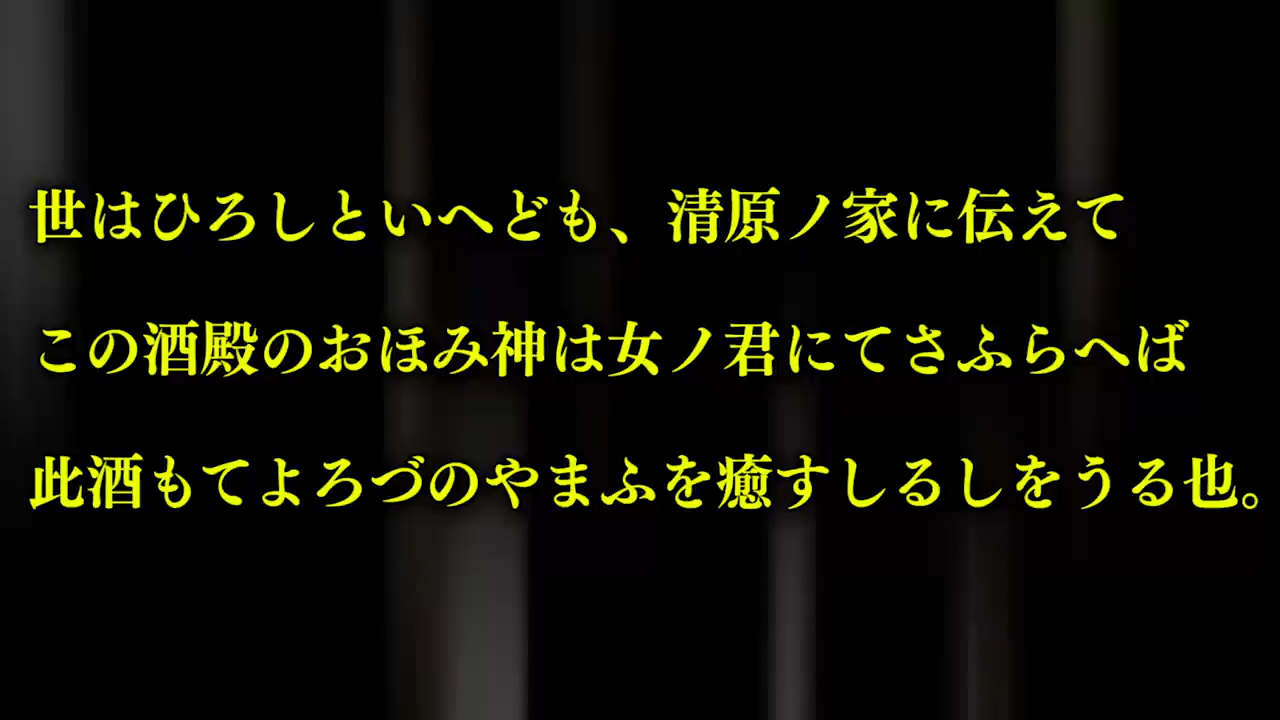 世はひろしといへども、清原ノ家に伝えて
この酒殿のおほみ神は女ノ君にてさふらへば
此酒もてよろづのやまふを癒すしるしをうる也。